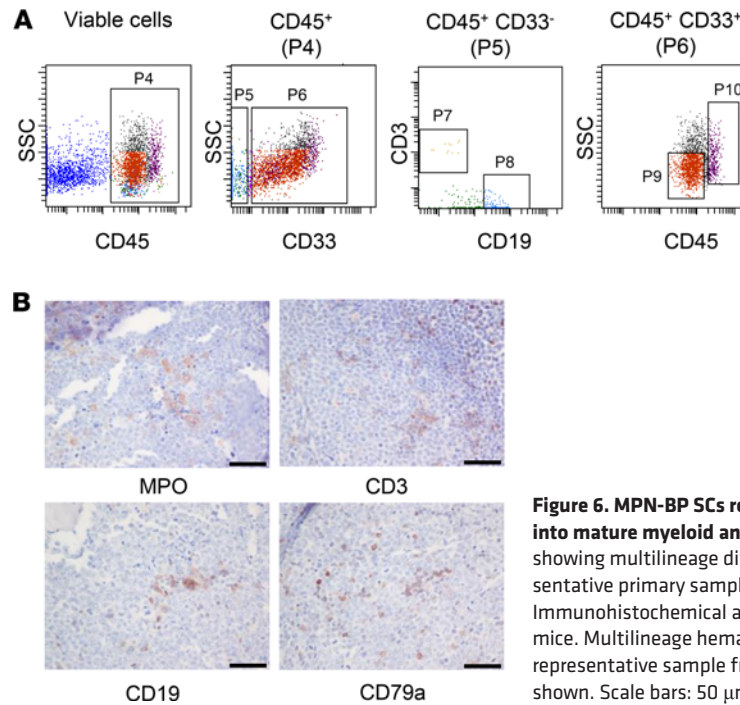 A
Viable cells
CD45+
(P4)
CD45+ CD33-
(P5)
CD45+ CD33+
(P6)
P4
SSC
CD45
P5
P6
SSC
CD33
P7
P8
CD3
CD19
P10
P9
SSC
CD45
B
MPO
CD3
CD19
CD79a
Figure 6. MPN-BP SCs re
into mature myeloid an
showing multilineage di
sentative primary sampl
Immunohistochemical a
mice. Multilineage hema
representative sample fr
shown. Scale bars: 50 μr